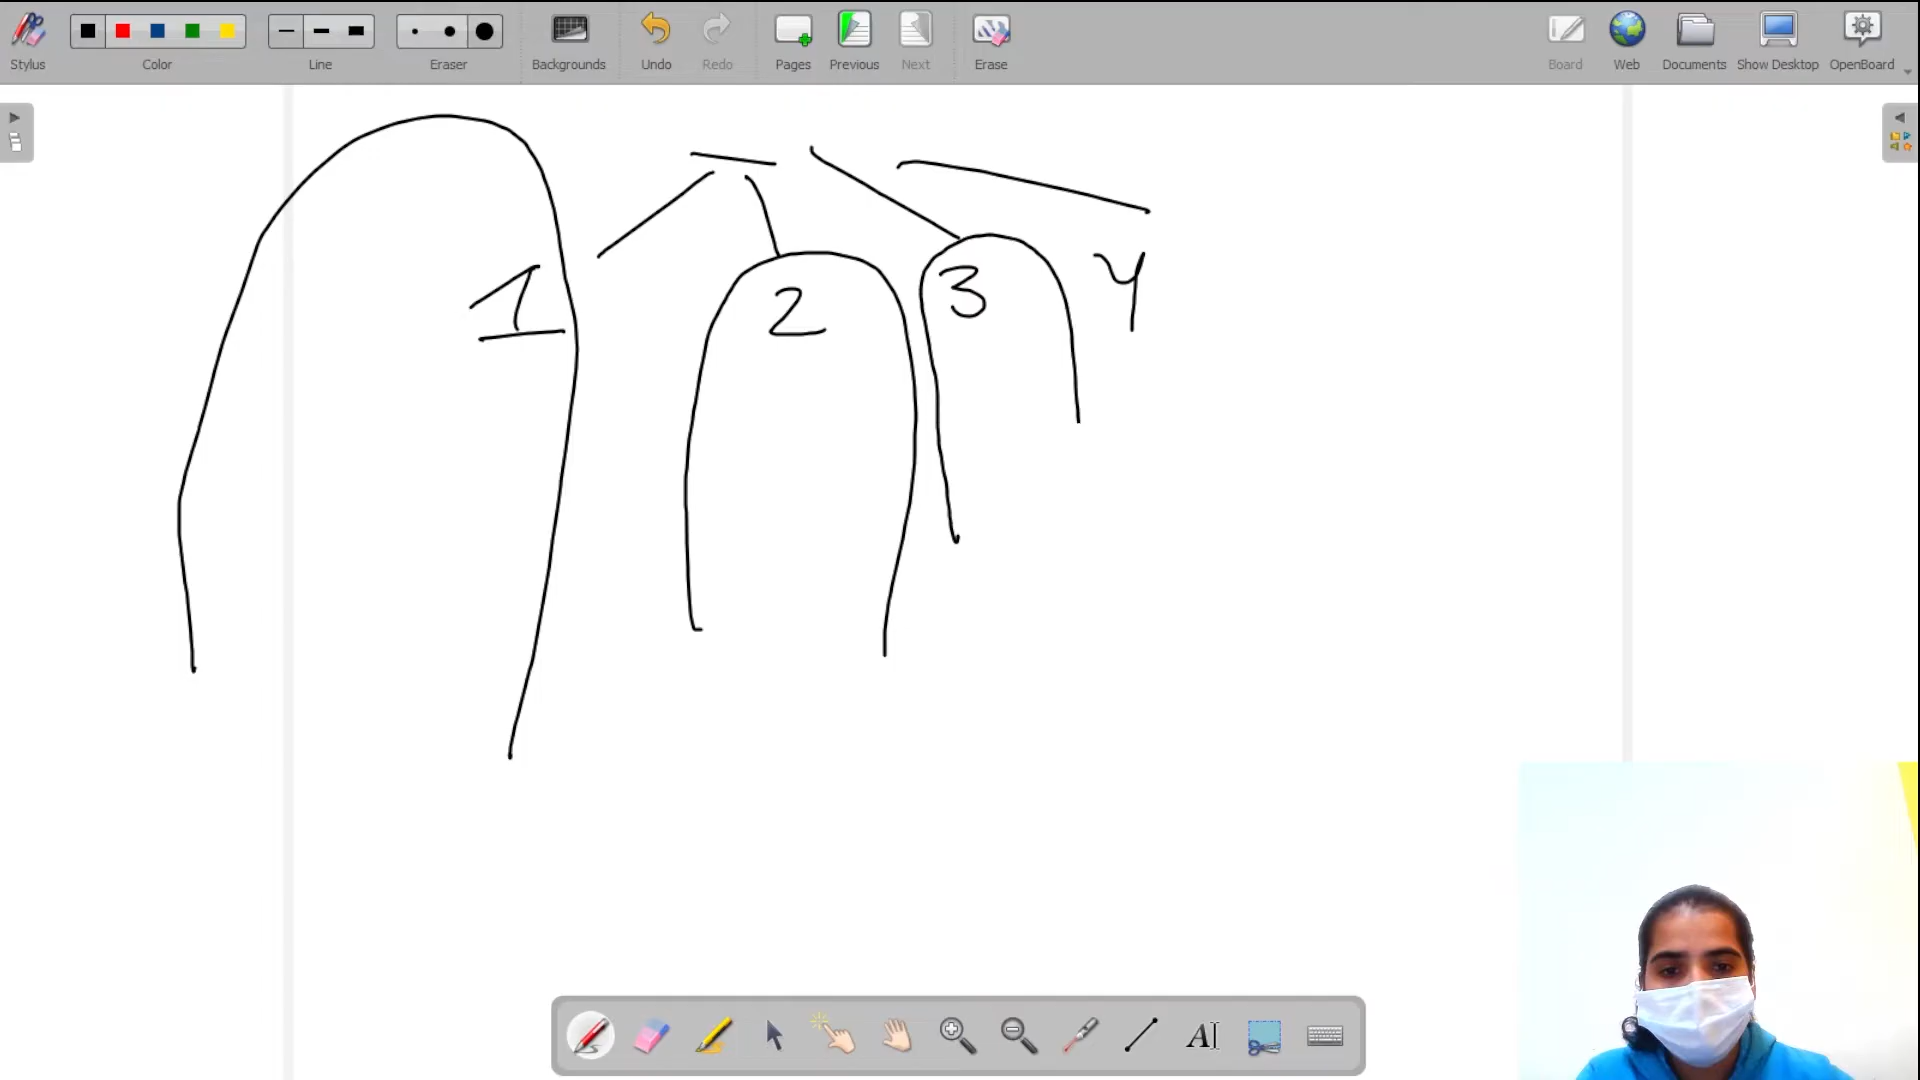 Stylus Color Line Eraser Backgrounds Undo Redo Pages Previous Next Erase Board Web Documents Show Desktop OpenBoard
1 2 3 4
AI